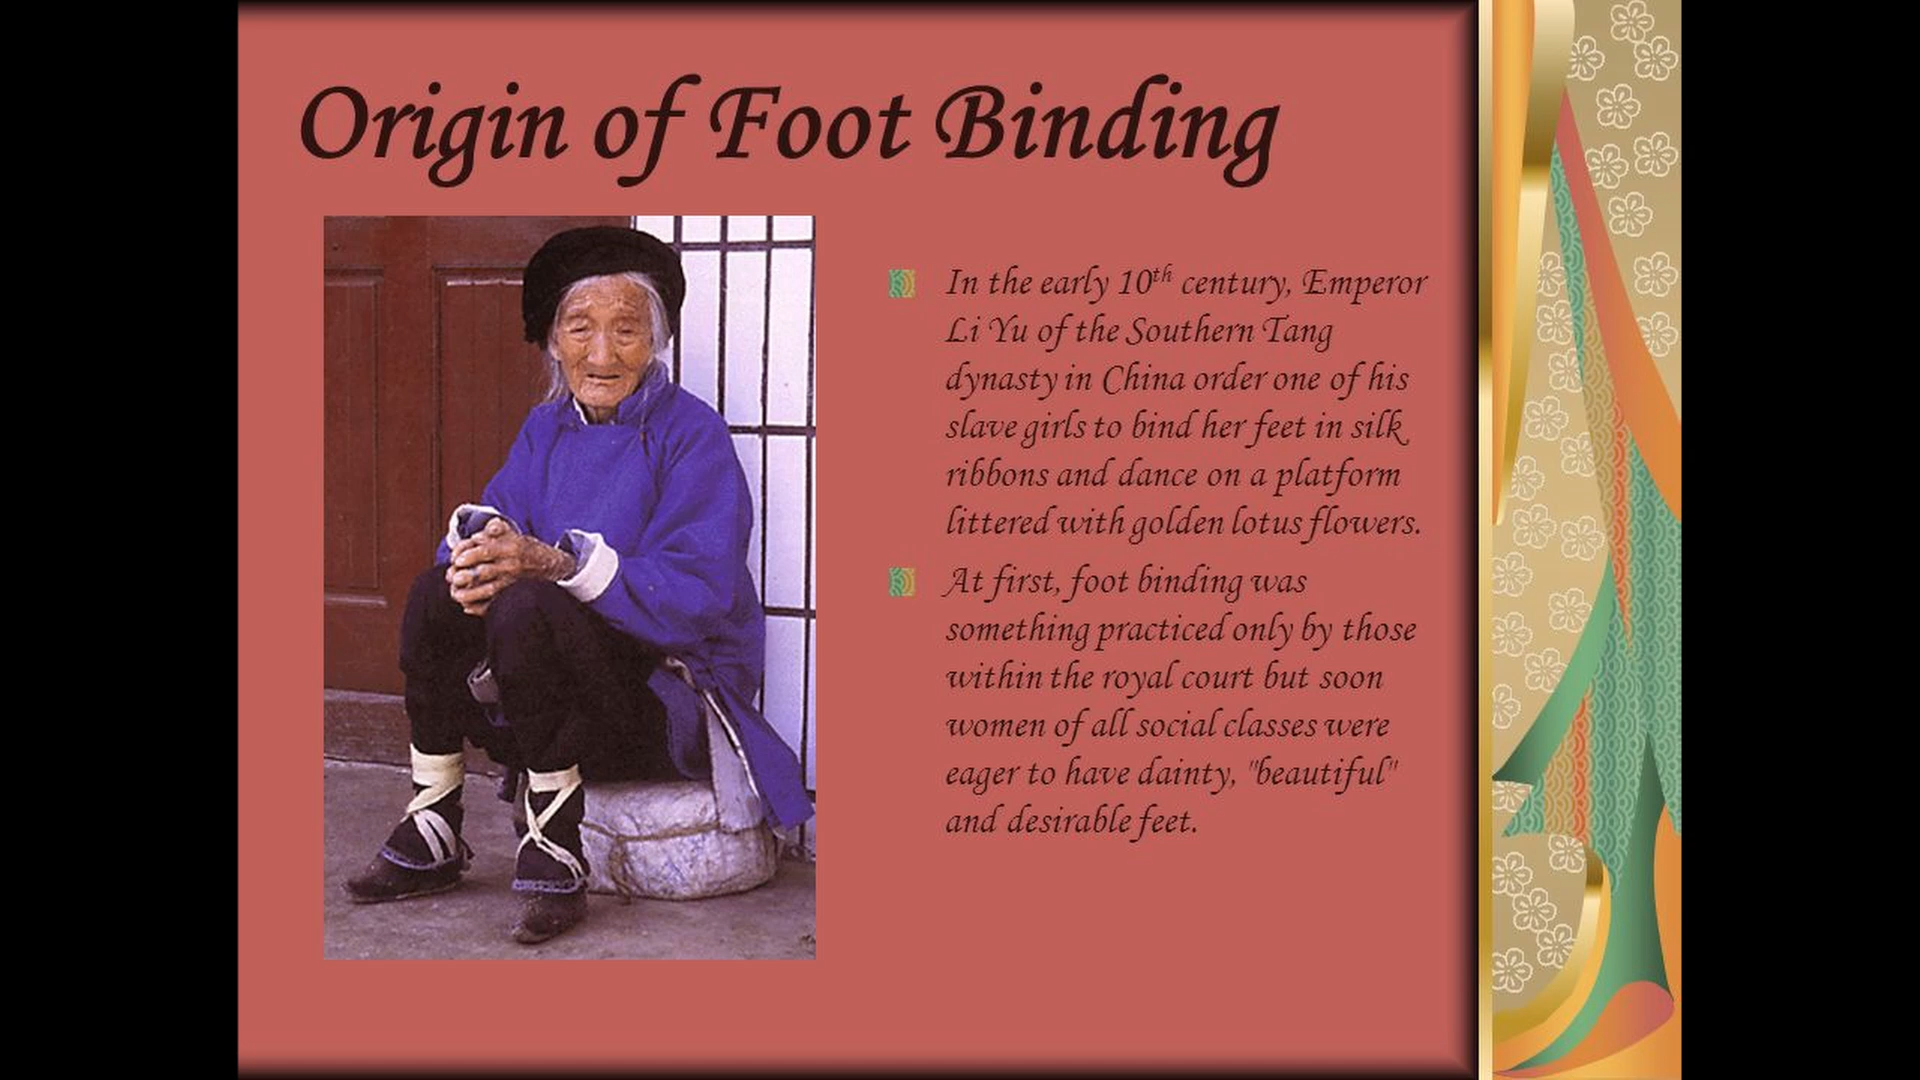 Origin of Foot Binding
In the early 10th century, Emperor
Li Yu of the Southern Tang
dynasty in China order one of his
slave girls to bind her feet in silk
ribbons and dance on a platform
littered with golden lotus flowers.
At first, foot binding was
something practiced only by those
within the royal court but soon
women of all social classes were
eager to have dainty, "beautiful"
and desirable feet.